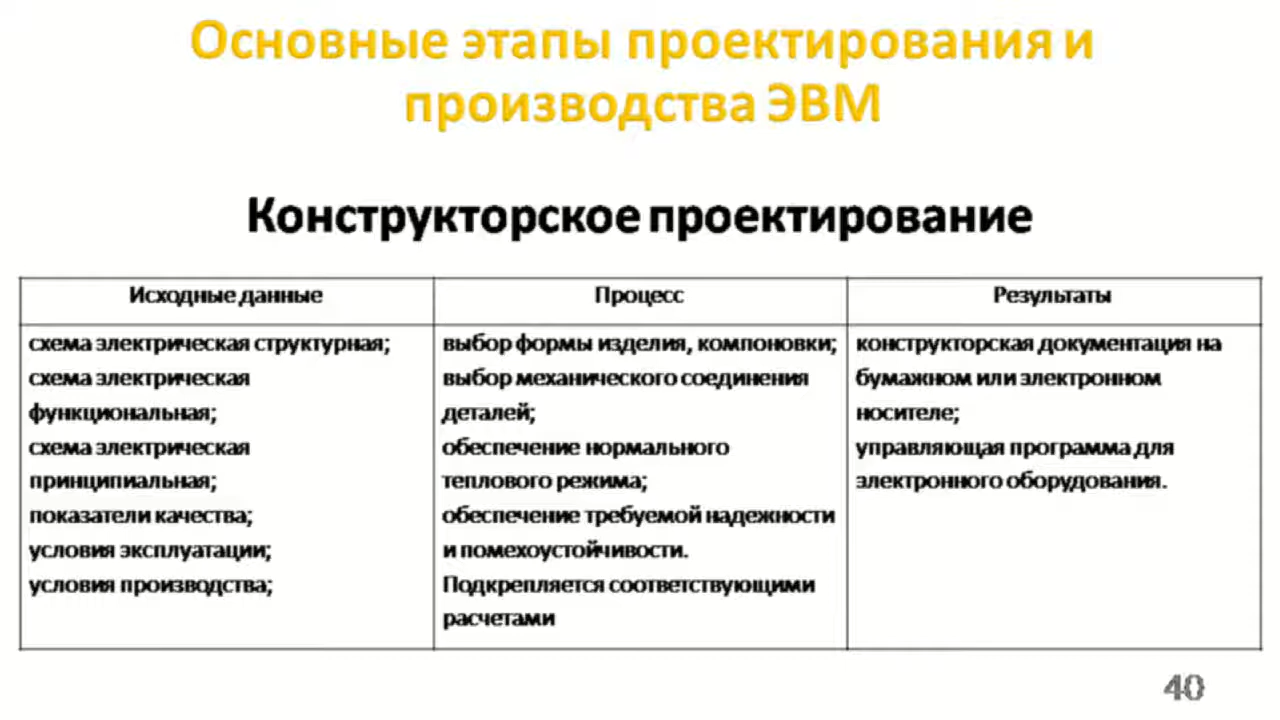 Основные этапы проектирования и
производства ЭВМ
Конструкторское проектирование
Исходные данные
Процесс
Результаты
схема электрическая структурная;
схема электрическая
функциональная;
схема электрическая
принципиальная;
показатели качества;
условия эксплуатации;
условия производства;
выбор формы изделия, компоновки;
выбор механического соединения
деталей;
обеспечение нормального
теплового режима;
обеспечение требуемой надежности
и помехоустойчивости.
Подкрепляется соответствующими
расчетами
конструкторская документация на
бумажном или электронном
носителе;
управляющая программа для
электронного оборудования.
40